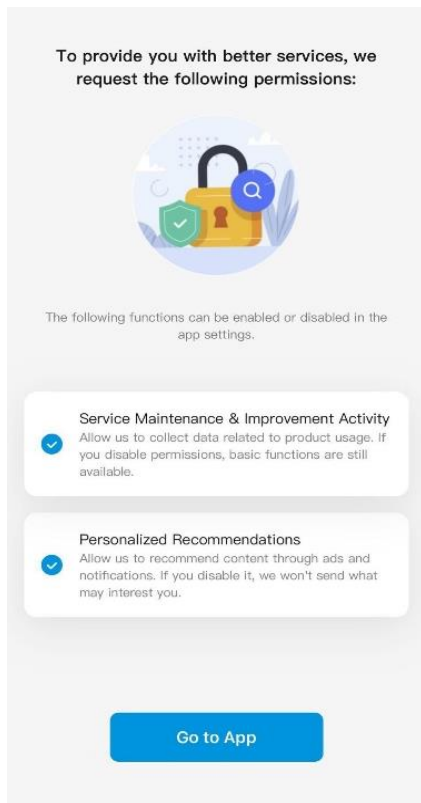 To provide you with better services, we
request the following permissions:
The following functions can be enabled or disabled in the
app settings.
Service Maintenance & Improvement Activity
Allow us to collect data related to product usage. If
you disable permissions, basic functions are still
available.
Personalized Recommendations
Allow us to recommend content through ads and
notifications. If you disable it, we won't send what
may interest you.
Go to App